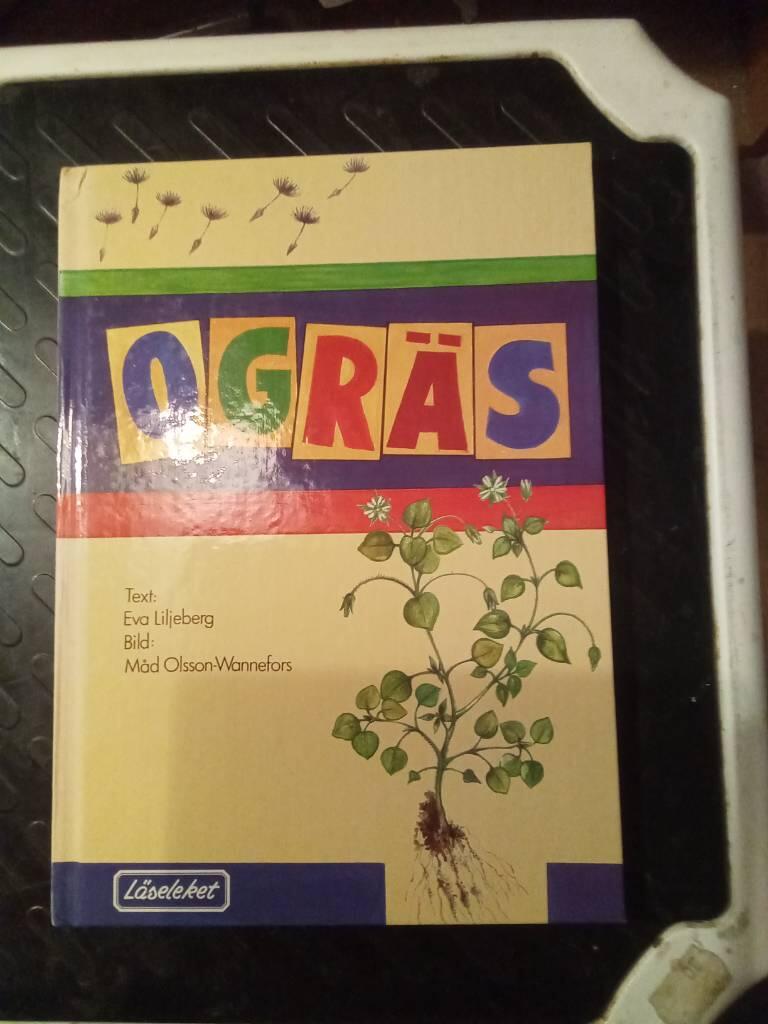 OGRÄS
Text:
Eva Liljeberg
Bild:
Måd Olsson-Wannefors
Läseleket